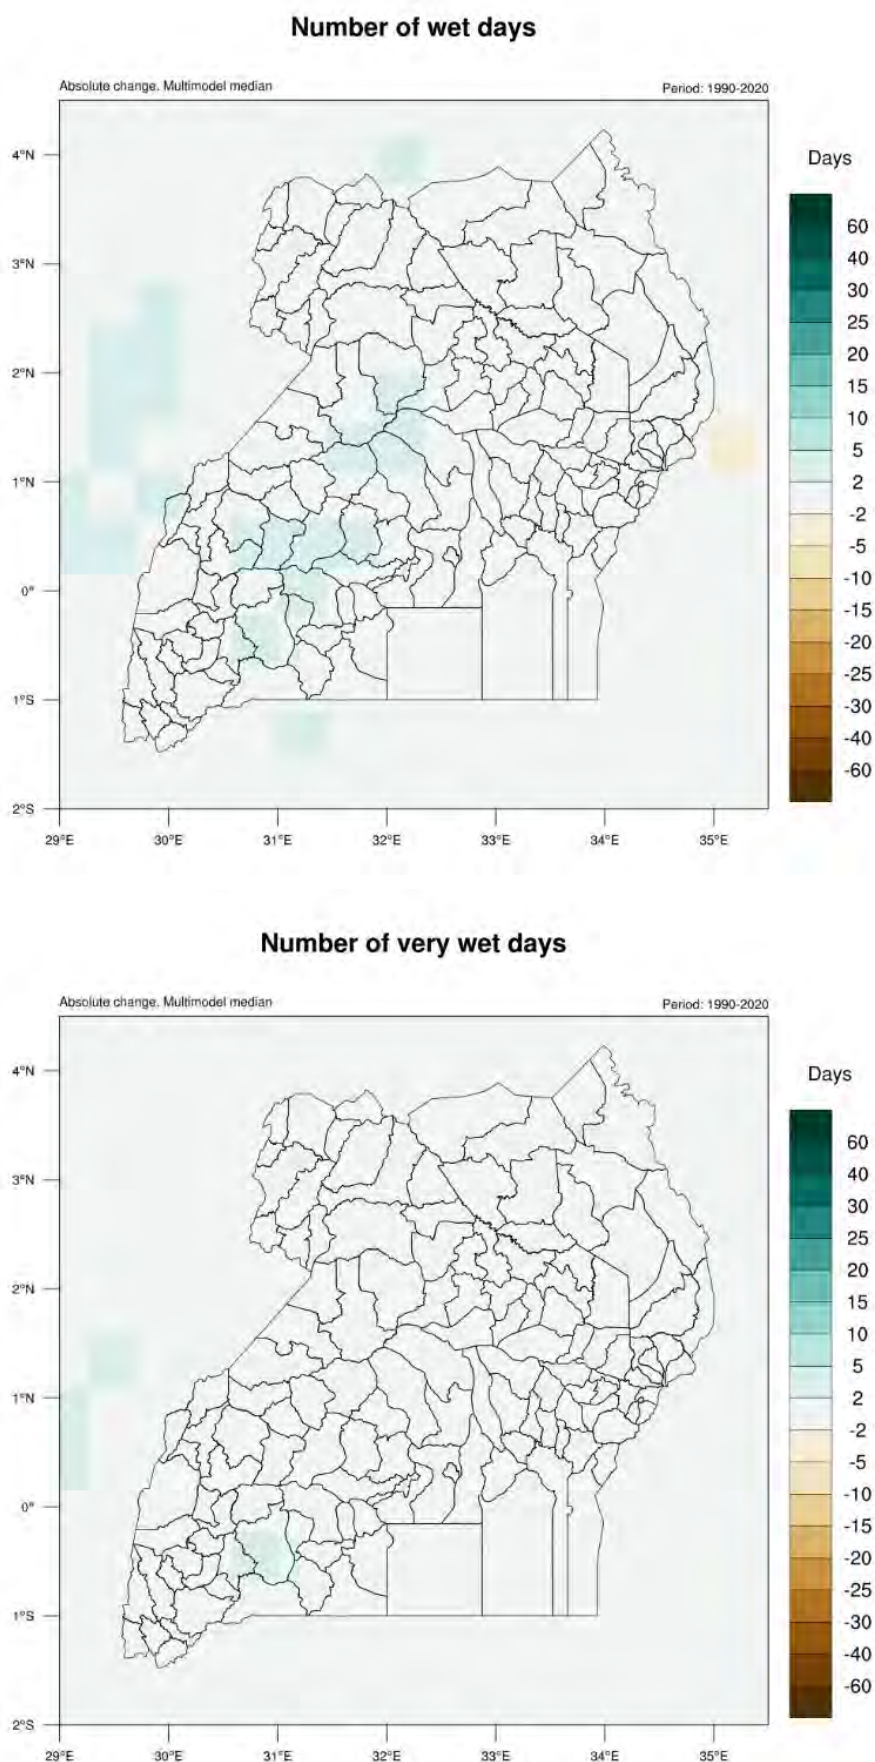 Number of wet days
Absolute change. Multimodel median
Period: 1990-2020
Days
4°N
3°N
2°N
1°N
0°
1°S
2°S
60
40
30
25
20
15
10
5
2
-2
-5
-10
-15
-20
-25
-30
-40
-60
29°E
30°E
31°E
32°E
33°E
34°E
35°E
Number of very wet days
Absolute change. Multimodel median
Period: 1990-2020
Days
4°N
3°N
2°N
1°N
0°
1°S
2°S
60
40
30
25
20
15
10
5
2
-2
-5
-10
-15
-20
-25
-30
-40
-60
29°E
30°E
31°E
32°E
33°E
34°E
35°E